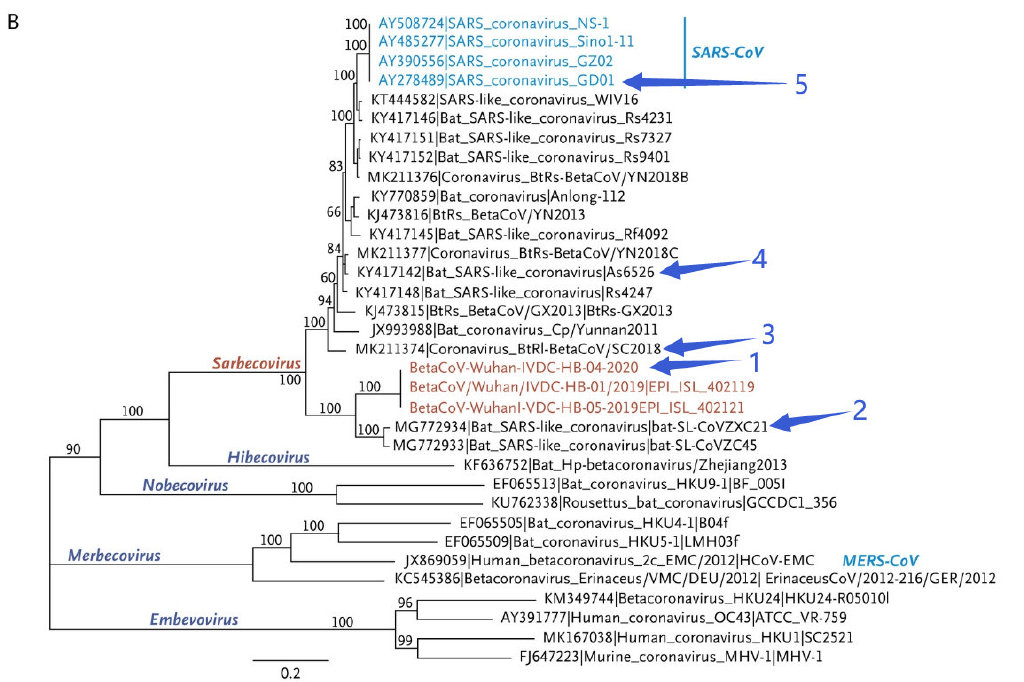 B
100
AY508724|SARS_coronavirus_NS-1
100
AY485277|SARS_coronavirus_Sino1-11
SARS-CoV
AY390556|SARS_coronavirus_GZ02
100
AY278489|SARS_coronavirus_GD01
5
KT444582|SARS-like_coronavirus_WIV16
100
KY417146|Bat_SARS-like_coronavirus_Rs4231
KY417151|Bat_SARS-like_coronavirus_Rs7327
KY417152|Bat_SARS-like_coronavirus_Rs9401
83
MK211376|Coronavirus_BtRs-BetaCoV/YN2018B
KY770859|Bat_coronavirus|Anlong-112
66
KJ473816|BtRs_BetaCoV/YN2013
KY417145|Bat_SARS-like_coronavirus_Rf4092
84
MK211377|Coronavirus_BtRs-BetaCoV/YN2018C
4
60
KY417142|Bat_SARS-like_coronavirus|As6526
KY417148|Bat_SARS-like_coronavirus|Rs4247
94
KJ473815|BtRs_BetaCoV/GX2013|BtRs-GX2013
100
JX993988|Bat_coronavirus_Cp/Yunnan2011
3
MK211374|Coronavirus_BtRl-BetaCoV/SC2018
Sarbecovirus
1
BetaCoV-Wuhan-IVDC-HB-04-2020
100
100
BetaCoV-Wuhan/IVDC-HB-01/2019|EPI_ISL_402119
100
BetaCoV-WuhanI-VDC-HB-05-2019EPI_ISL_402121
2
100
MG772934|Bat_SARS-like_coronavirus|bat-SL-CoVZXC21
100
MG772933|Bat_SARS-like_coronavirus|bat-SL-CoVZC45
90
Hibecovirus
KF636752|Bat_Hp-betacoronavirus/Zhejiang2013
Nobecovirus
100
EF065513|Bat_coronavirus_HKU9-1|BF_005I
KU762338|Rousettus_bat_coronavirus|GCCDC1_356
100
EF065505|Bat_coronavirus_HKU4-1|B04f
100
EF065509|Bat_coronavirus_HKU5-1|LMH03f
Merbecovirus
JX869059|Human_betacoronavirus_2c_EMC/2012|HCoV-EMC
MERS-CoV
KC545386|Betacoronavirus_Erinaceus/VMC/DEU/2012| ErinaceusCoV/2012-216/GER/2012
96
KM349744|Betacoronavirus_HKU24|HKU24-R05010I
Embevovirus
100
AY391777|Human_coronavirus_OC43|ATCC_VR-759
99
MK167038|Human_coronavirus_HKU1|SC2521
FJ647223|Murine_coronavirus_MHV-1|MHV-1
0.2